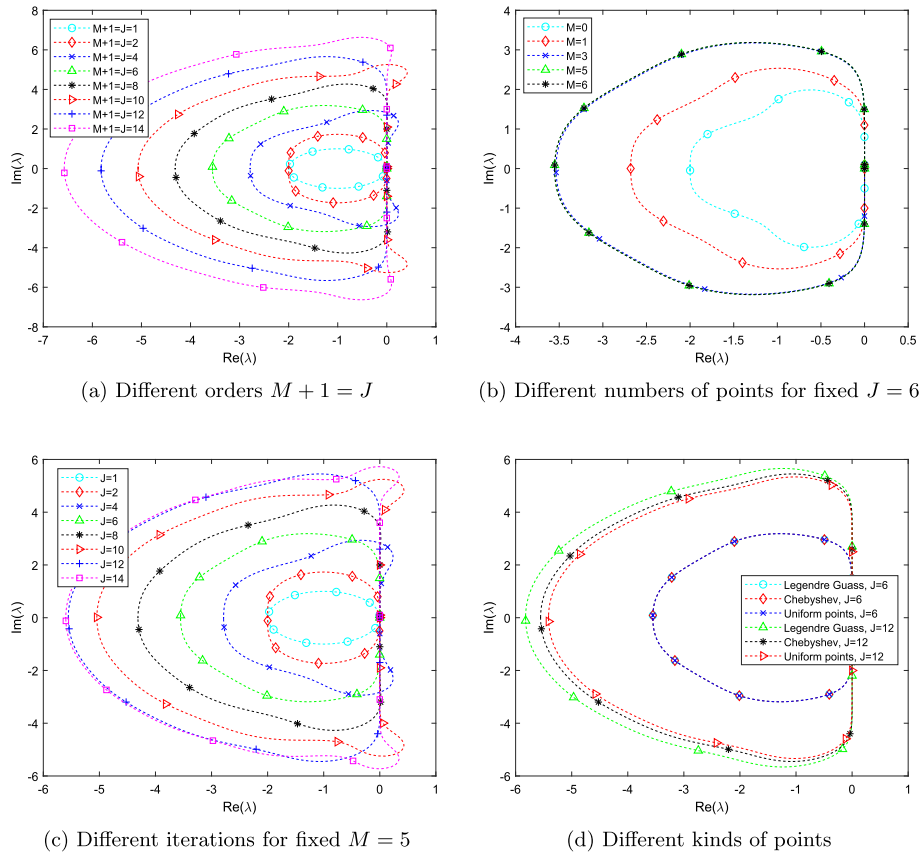 M+1=J=1
M+1=J=2
M+1=J=4
M+1=J=6
M+1=J=8
M+1=J=10
M+1=J=12
M+1=J=14
8
6
4
2
0
-2
-4
-6
-8
Im(λ)
-7 -6 -5 -4 -3 -2 -1 0 1
Re(λ)
(a) Different orders M + 1 = J
M=0
M=1
M=3
M=5
M=6
4
3
2
1
0
-1
-2
-3
-4
Im(λ)
-4 -3.5 -3 -2.5 -2 -1.5 -1 -0.5 0 0.5
Re(λ)
(b) Different numbers of points for fixed J = 6
J=1
J=2
J=4
J=6
J=8
J=10
J=12
J=14
6
4
2
0
-2
-4
-6
Im(λ)
-6 -5 -4 -3 -2 -1 0 1
Re(λ)
(c) Different iterations for fixed M = 5
Legendre Guass, J=6
Chebyshev, J=6
Uniform points, J=6
Legendre Guass, J=12
Chebyshev, J=12
Uniform points, J=12
6
4
2
0
-2
-4
-6
Im(λ)
-6 -5 -4 -3 -2 -1 0 1
Re(λ)
(d) Different kinds of points